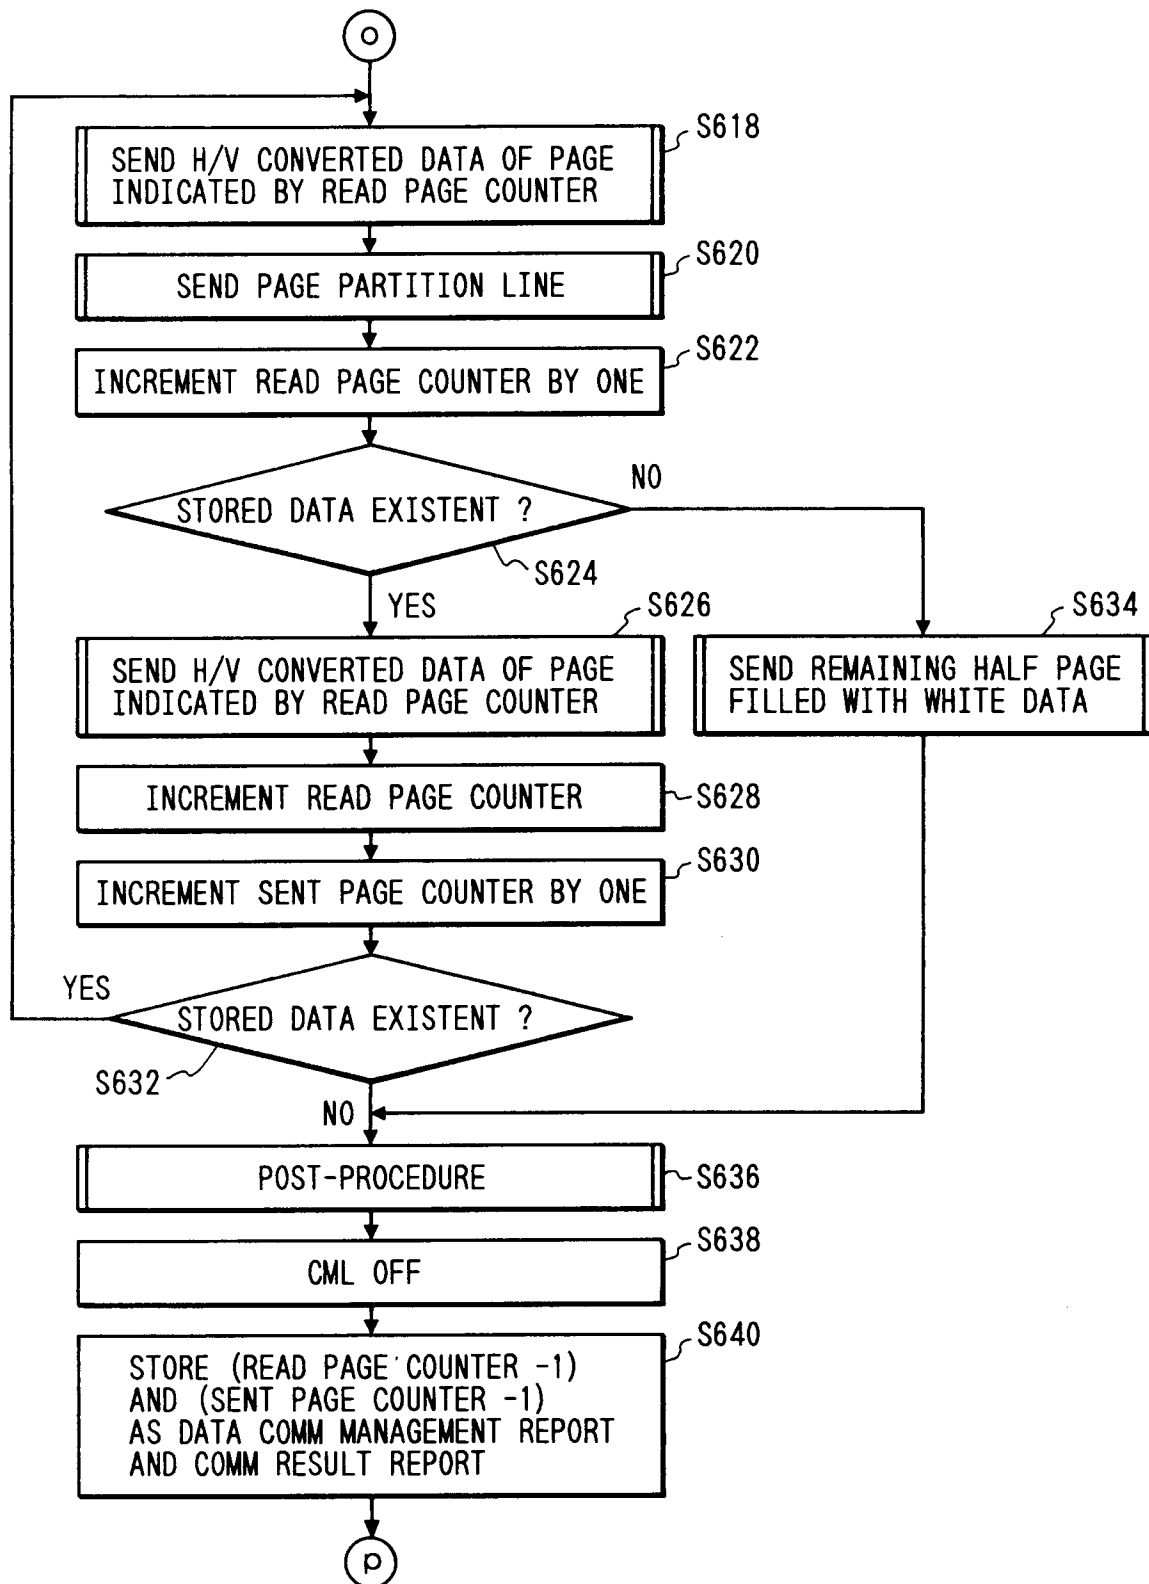 O
S618
SEND H/V CONVERTED DATA OF PAGE
INDICATED BY READ PAGE COUNTER
S620
SEND PAGE PARTITION LINE
S622
INCREMENT READ PAGE COUNTER BY ONE
NO
STORED DATA EXISTENT ?
S624
YES
S626
SEND H/V CONVERTED DATA OF PAGE
INDICATED BY READ PAGE COUNTER
S634
SEND REMAINING HALF PAGE
FILLED WITH WHITE DATA
INCREMENT READ PAGE COUNTER
S628
S630
INCREMENT SENT PAGE COUNTER BY ONE
YES
STORED DATA EXISTENT ?
S632
NO
POST-PROCEDURE
S636
S638
CML OFF
S640
STORE (READ PAGE COUNTER -1)
AND (SENT PAGE COUNTER -1)
AS DATA COMM MANAGEMENT REPORT
AND COMM RESULT REPORT
p